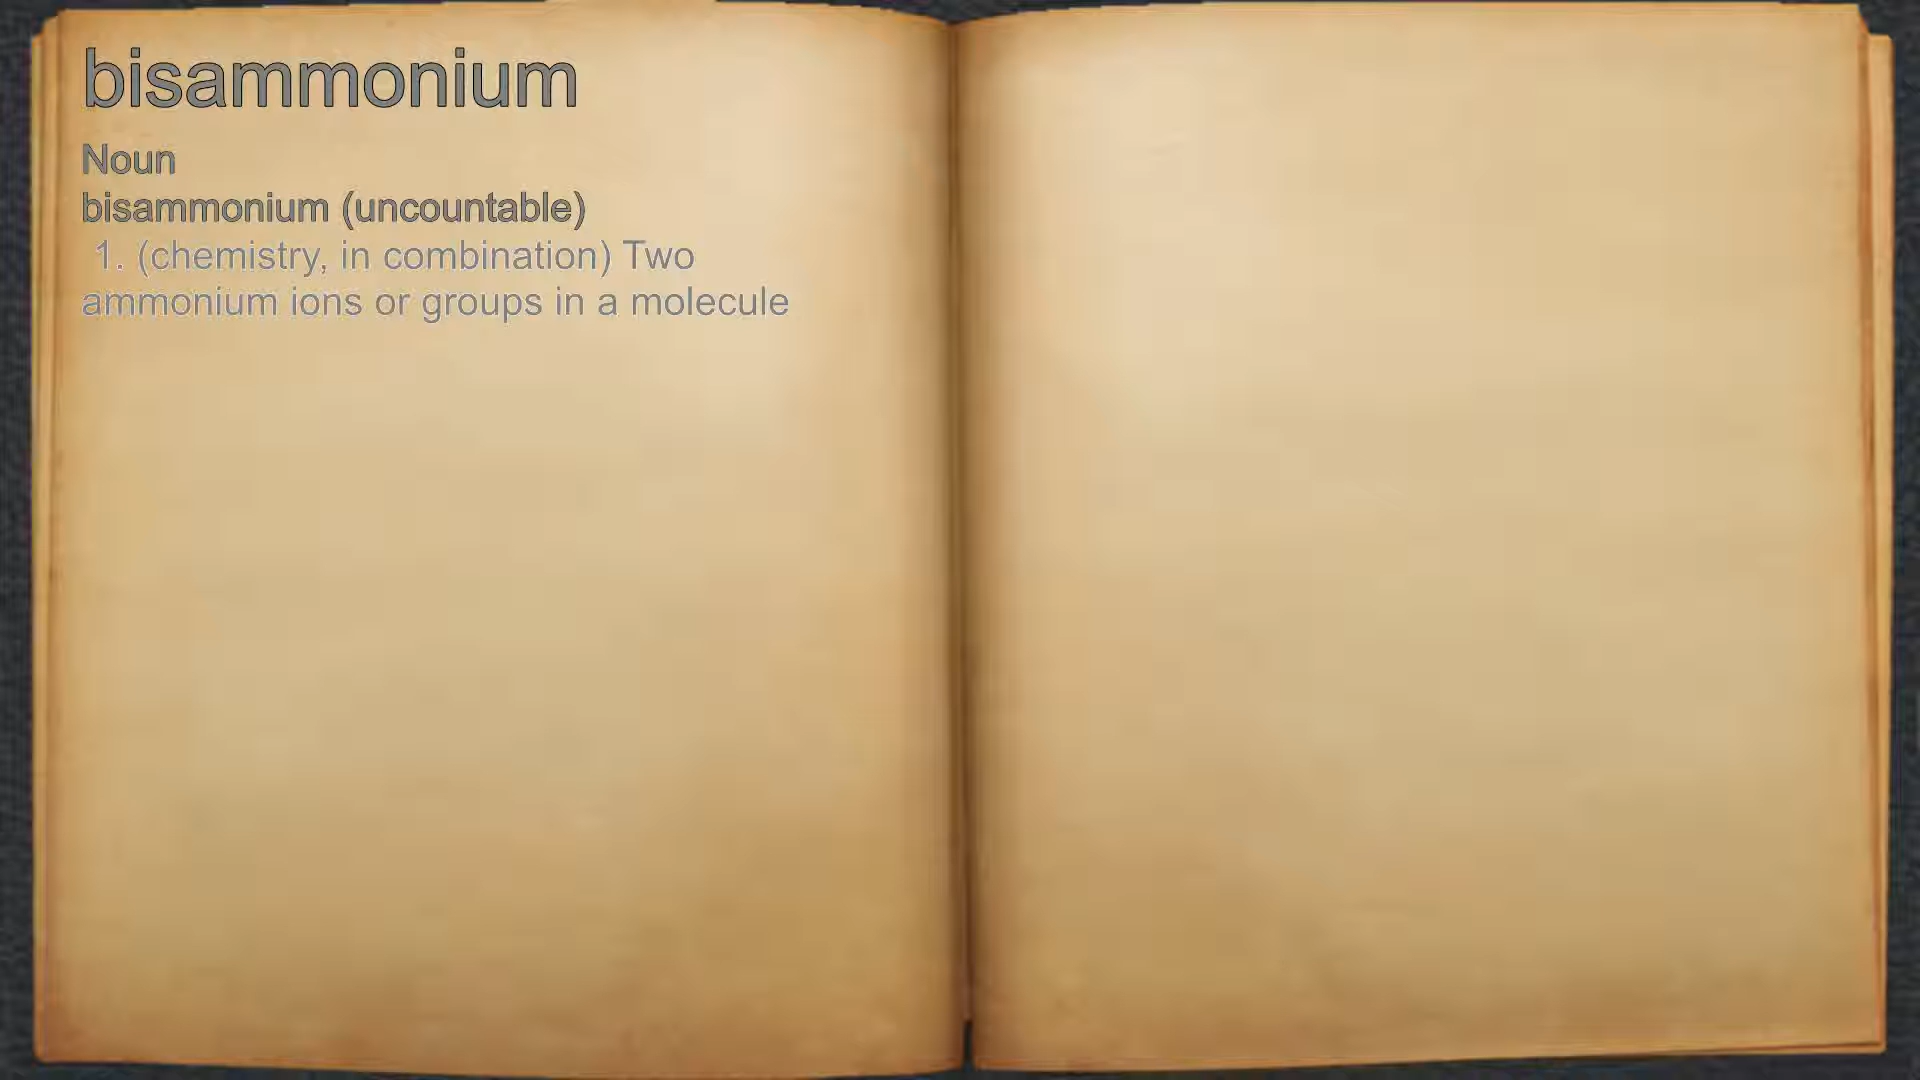 bisammonium
Noun
bisammonium (uncountable)
1. (chemistry, in combination) Two
ammonium ions or groups in a molecule